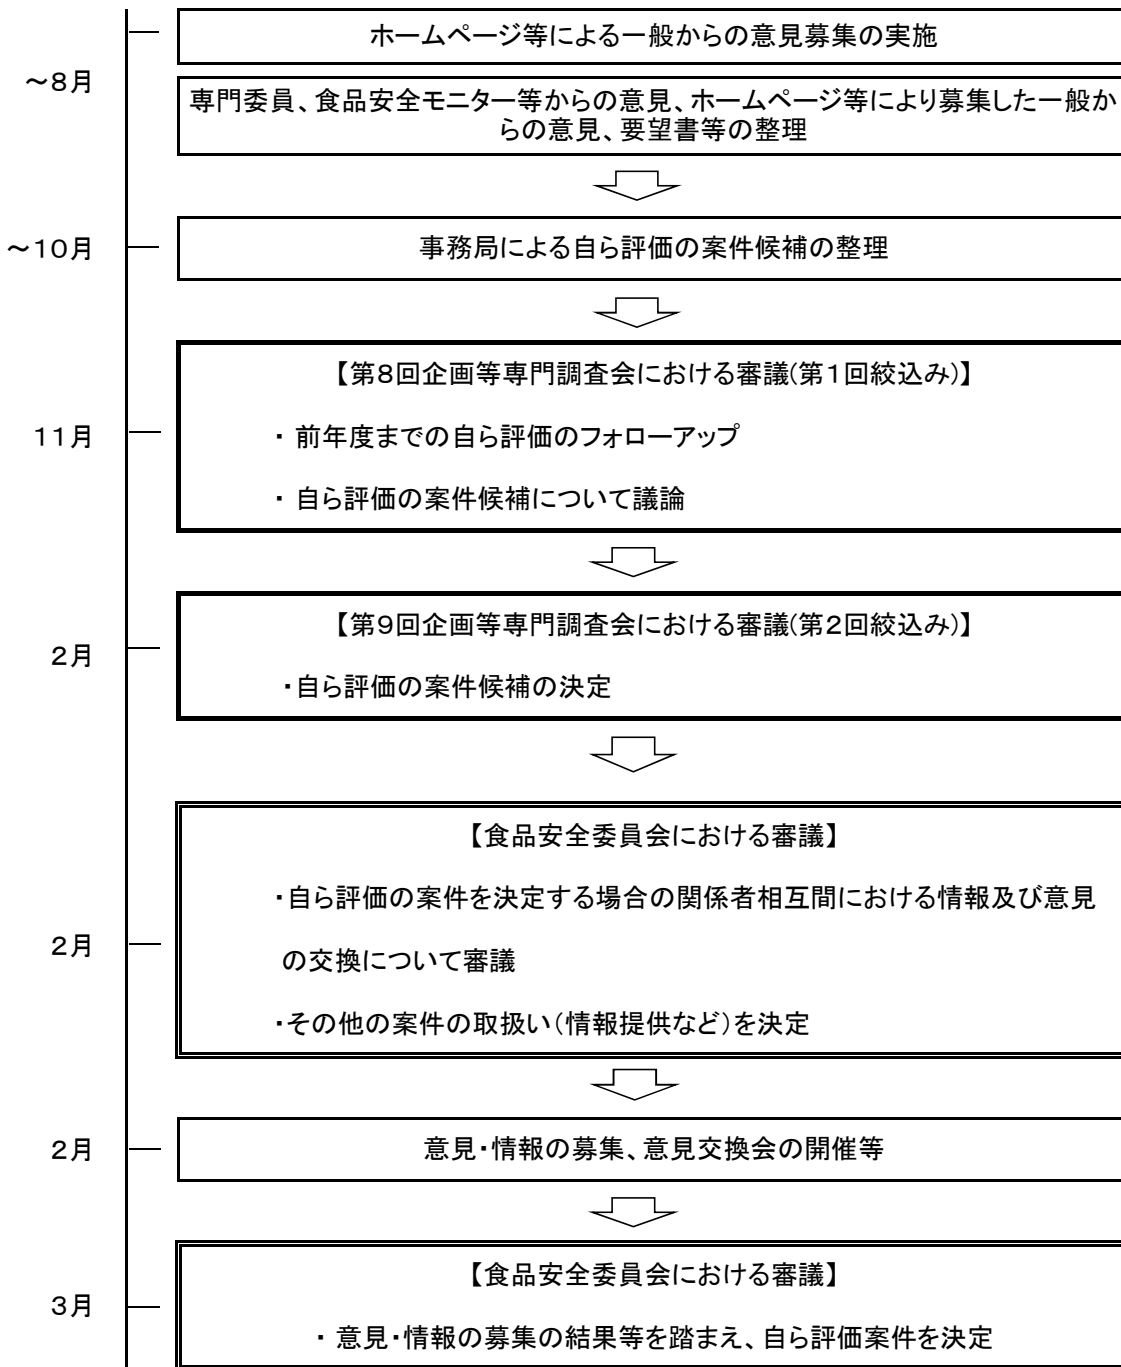 ホームページ等による一般からの意見募集の実施
～8月
専門委員、食品安全モニター等からの意見、ホームページ等により募集した一般か
らの意見、要望書等の整理
～10月
事務局による自ら評価の案件候補の整理
【第8回企画等専門調査会における審議(第1回絞込み)】
11月
・ 前年度までの自ら評価のフォローアップ
・ 自ら評価の案件候補について議論
【第9回企画等専門調査会における審議(第2回絞込み)】
2月
・自ら評価の案件候補の決定
【食品安全委員会における審議】
・自ら評価の案件を決定する場合の関係者相互間における情報及び意見
2月
の交換について審議
・その他の案件の取扱い（情報提供など）を決定
2月
意見・情報の募集、意見交換会の開催等
【食品安全委員会における審議】
3月
・ 意見・情報の募集の結果等を踏まえ、自ら評価案件を決定